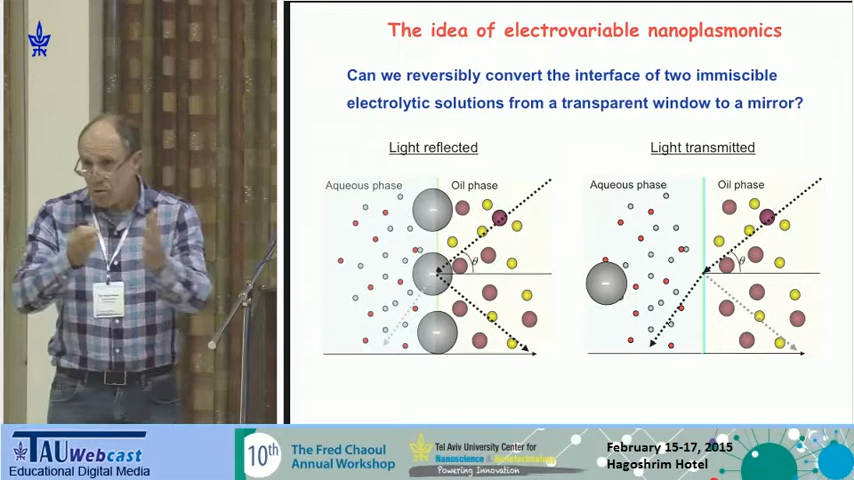 The idea of electrovariable nanoplasmonics
Can we reversibly convert the interface of two immiscible
electrolytic solutions from a transparent window to a mirror?
Light reflected
Light transmitted
Aqueous phase
Oil phase
Aqueous phase
Oil phase
θ
θ
TAU Webcast
Educational Digital Media
10th
The Fred Chaoul
Annual Workshop
Tel Aviv University Center for
Nanoscience & Nanotechnology
Powering Innovation
February 15-17, 2015
Hagoshrim Hotel